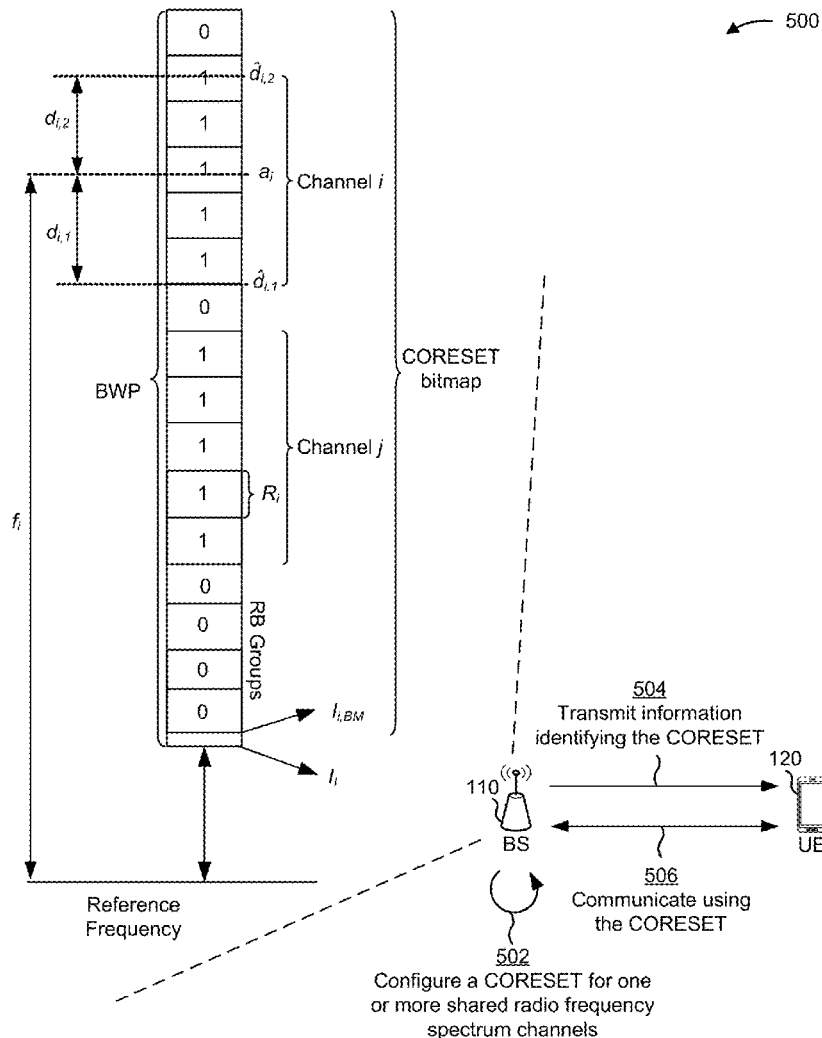 500
0
1
d̂i,2
di,2
1
1
ai
Channel i
1
di,1
1
d̂i,1
0
1
CORESET
bitmap
BWP
1
1
Channel j
1
Ri
fi
1
0
0
RB Groups
0
0
Ii,BM
Ii
504
Transmit information
identifying the CORESET
110
120
BS
UE
506
Communicate using
the CORESET
Reference
Frequency
502
Configure a CORESET for one
or more shared radio frequency
spectrum channels